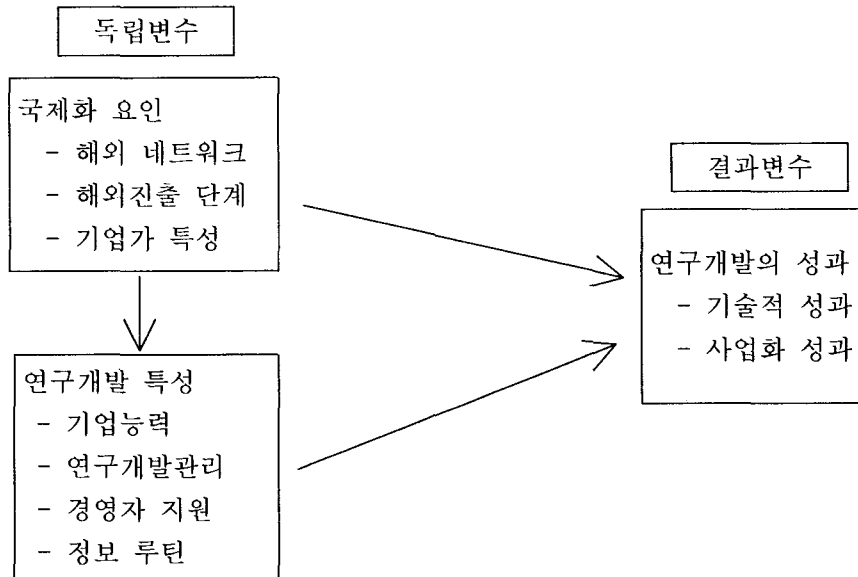 독립변수
국제화 요인
- 해외 네트워크
- 해외진출 단계
- 기업가 특성
연구개발 특성
- 기업능력
- 연구개발관리
- 경영자 지원
- 정보 루틴
결과변수
연구개발의 성과
- 기술적 성과
- 사업화 성과